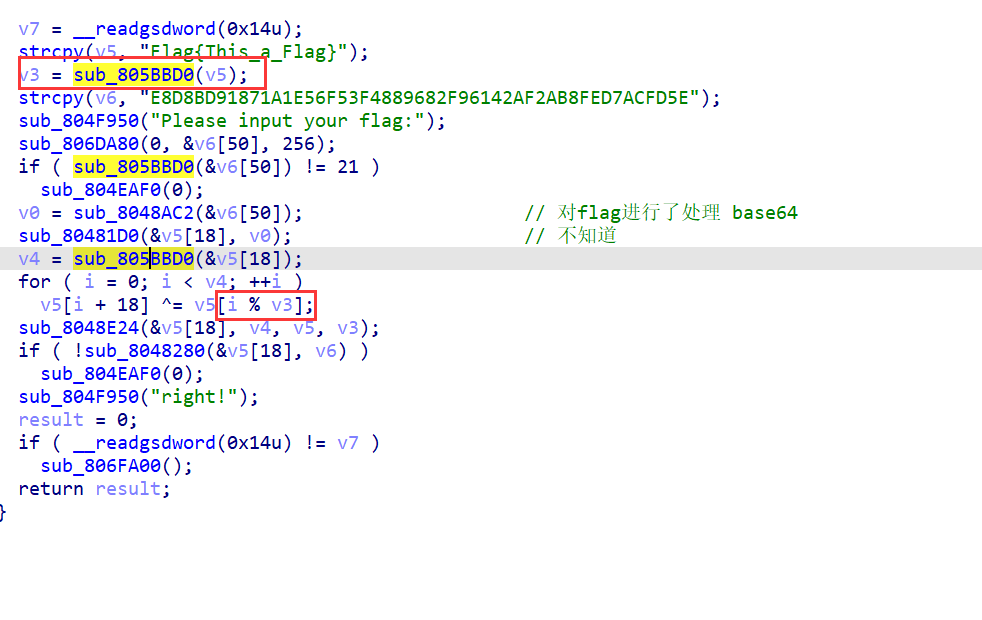 v7 = __readgsdword(0x14u);
strcpy(v5, "Flag{This_a_Flag}");
v3 = sub_805BBD0(v5);
strcpy(v6, "E8D8BD91871A1E56F53F4889682F96142AF2AB8FED7ACFD5E");
sub_804F950("Please input your flag:");
sub_806DA80(0, &v6[50], 256);
if ( sub_805BBD0(&v6[50]) != 21 )
sub_804EAF0(0);
v0 = sub_8048AC2(&v6[50]); // 对flag进行了处理 base64
sub_80481D0(&v5[18], v0); // 不知道
v4 = sub_805BBD0(&v5[18]);
for ( i = 0; i < v4; ++i )
v5[i + 18] ^= v5[i % v3];
sub_8048E24(&v5[18], v4, v5, v3);
if ( !sub_8048280(&v5[18], v6) )
sub_804EAF0(0);
sub_804F950("right!");
result = 0;
if ( __readgsdword(0x14u) != v7 )
sub_806FA00();
return result;
}